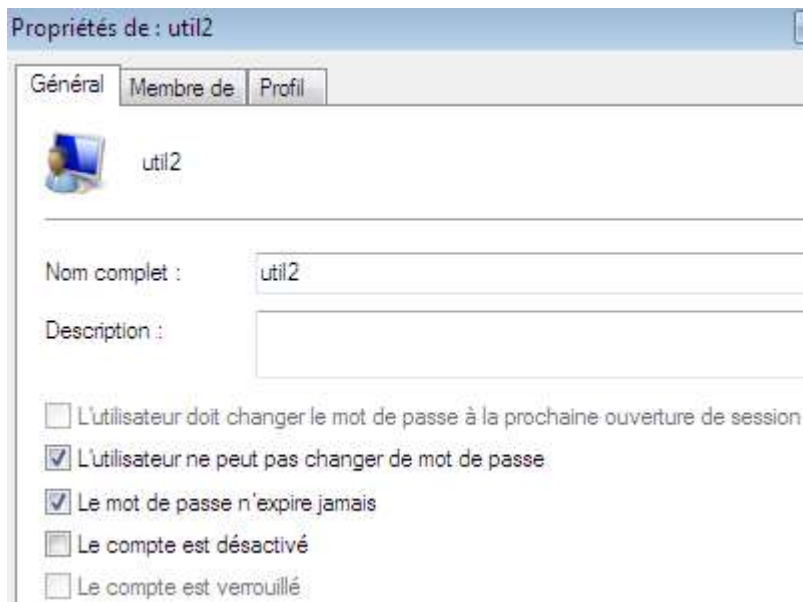 Propriétés de : util2
Général Membre de Profil
util2
Nom complet : util2
Description :
L'utilisateur doit changer le mot de passe à la prochaine ouverture de session
L'utilisateur ne peut pas changer de mot de passe
Le mot de passe n'expire jamais
Le compte est désactivé
Le compte est verrouillé